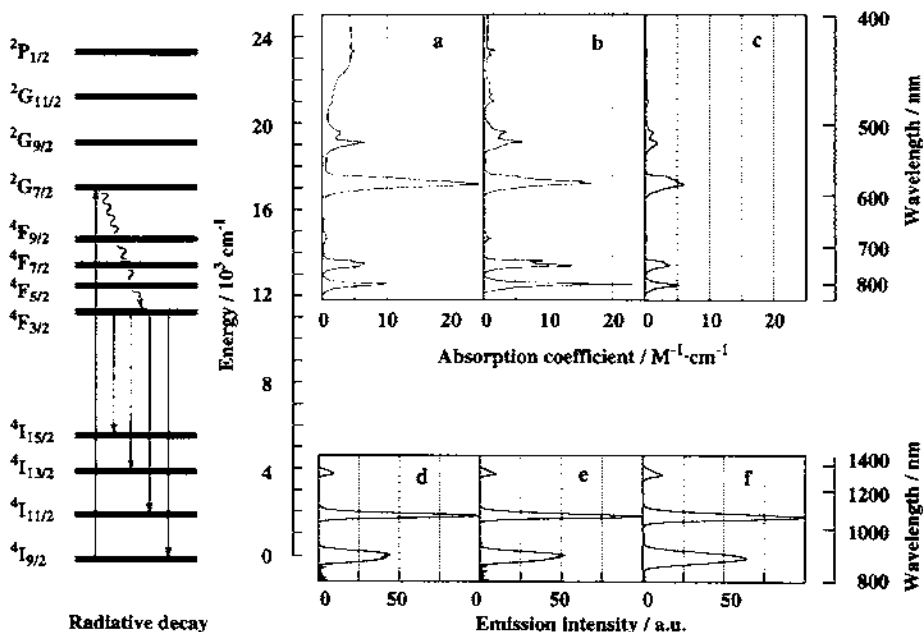 ²P₁/₂
²G₁₁/₂
²G₉/₂
²G₇/₂
⁴F₉/₂
⁴F₇/₂
⁴F₅/₂
⁴F₃/₂
⁴I₁₅/₂
⁴I₁₃/₂
⁴I₁₁/₂
⁴I₉/₂
Radiative decay
Energy / 10³ cm⁻¹
24
20
16
12
8
4
0
a
b
c
0 10 20
0 10 20
0 10 20
Absorption coefficient / M⁻¹·cm⁻¹
400
500
600
700
800
Wavelength / nm
d
e
f
0 50
0 50
0 50
Emission intensity / a.u.
1400
1100
1000
800
Wavelength / nm